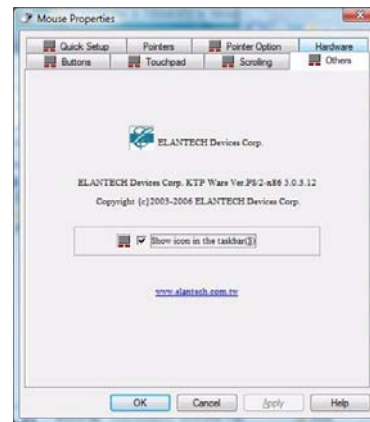 Mouse Properties
Quick Setup Pointers Pointer Option Hardware
Buttons Touchpad Scrolling Others
ELANTECH Devices Corp.
ELANTECH Devices Corp. KTP Ware Ver.PS/2-x86 5.0.3.12
Copyright (c)2003-2006 ELANTECH Devices Corp.
Show icon in the taskbar(S)
www.elantech.com.tw
OK Cancel Apply Help